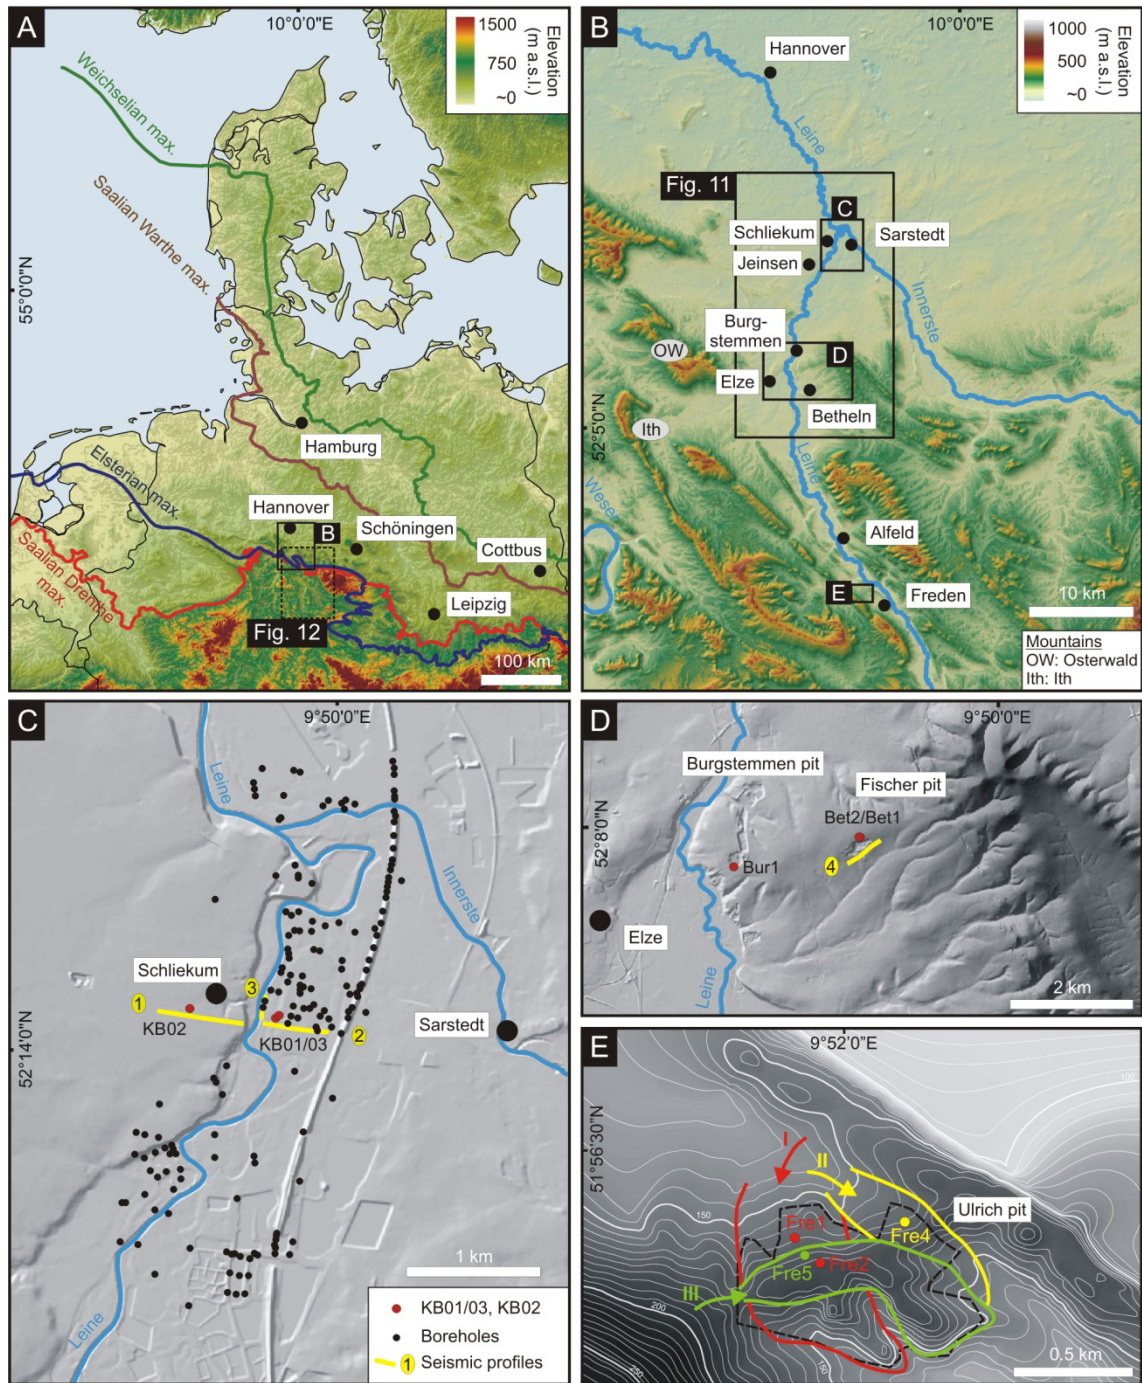 A
10°0'0"E
1500
750
~0
Elevation
(m a.s.l.)
Weichselian max.
Saalian Warthe max.
55°0'0"N
Hamburg
Elsterian max.
Hannover
B
Schöningen
Cottbus
Saalian Drenthe
max.
Leipzig
Fig. 12
100 km
B
10°0'0"E
1000
500
~0
Elevation
(m a.s.l.)
Hannover
Leine
Fig. 11
C
Schliekum
Sarstedt
Jeinsen
Innerste
Burg-
stemmen
OW
D
Elze
Betheln
52°5'0"N
Ith
Leine
Weser
Alfeld
E
Freden
10 km
Mountains
OW: Osterwald
Ith: Ith
C
9°50'0"E
Leine
Innerste
Schliekum
3
1
KB02
KB01/03
2
Sarstedt
52°14'0"N
1 km
Leine
KB01/03, KB02
Boreholes
1 Seismic profiles
D
9°50'0"E
Burgstemmen pit
Fischer pit
Bet2/Bet1
52°8'0"N
4
Bur1
Elze
Leine
2 km
E
9°52'0"E
100
51°56'30"N
I
II
150
Ulrich pit
Fre1
Fre4
Fre5
Fre2
III
200
150
250
0.5 km